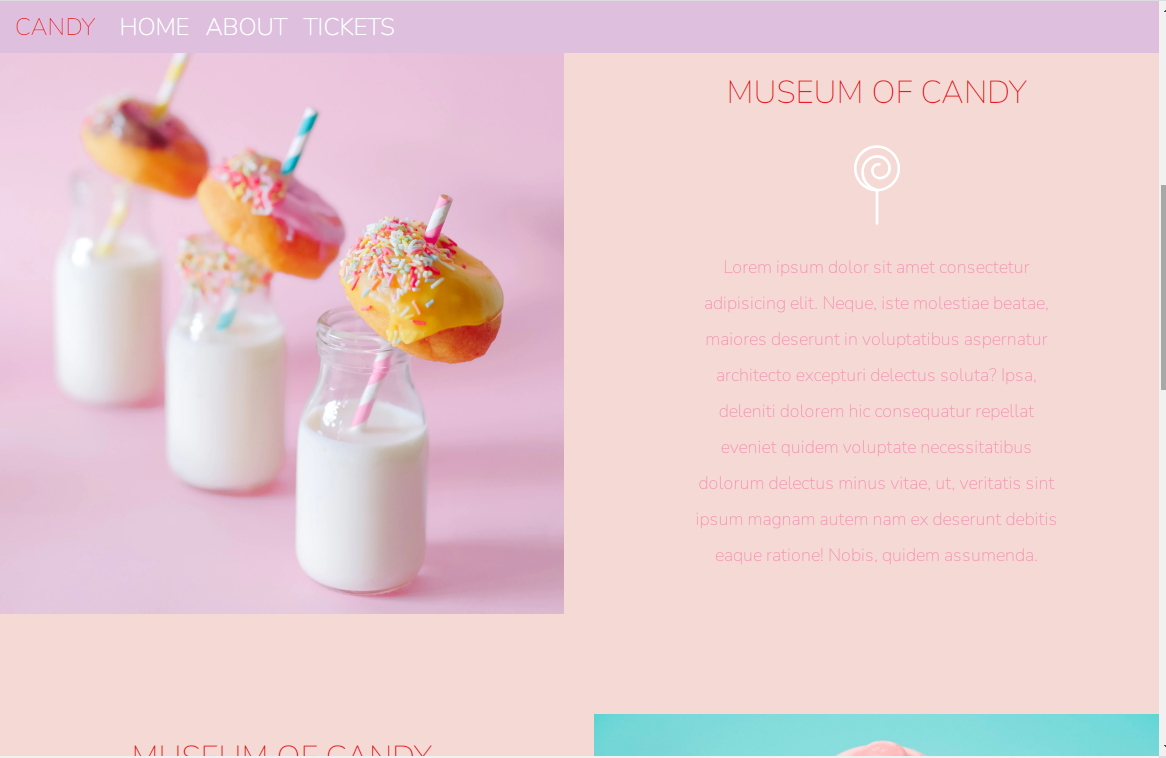 CANDY HOME ABOUT TICKETS
MUSEUM OF CANDY
Lorem ipsum dolor sit amet consectetur
adipisicing elit. Neque, iste molestiae beatae,
maiores deserunt in voluptatibus aspernatur
architecto excepturi delectus soluta? Ipsa,
deleniti dolorem hic consequatur repellat
eveniet quidem voluptate necessitatibus
dolorum delectus minus vitae, ut, veritatis sint
ipsum magnam autem nam ex deserunt debitis
eaque ratione! Nobis, quidem assumenda.
MUSEUM OF CANDY